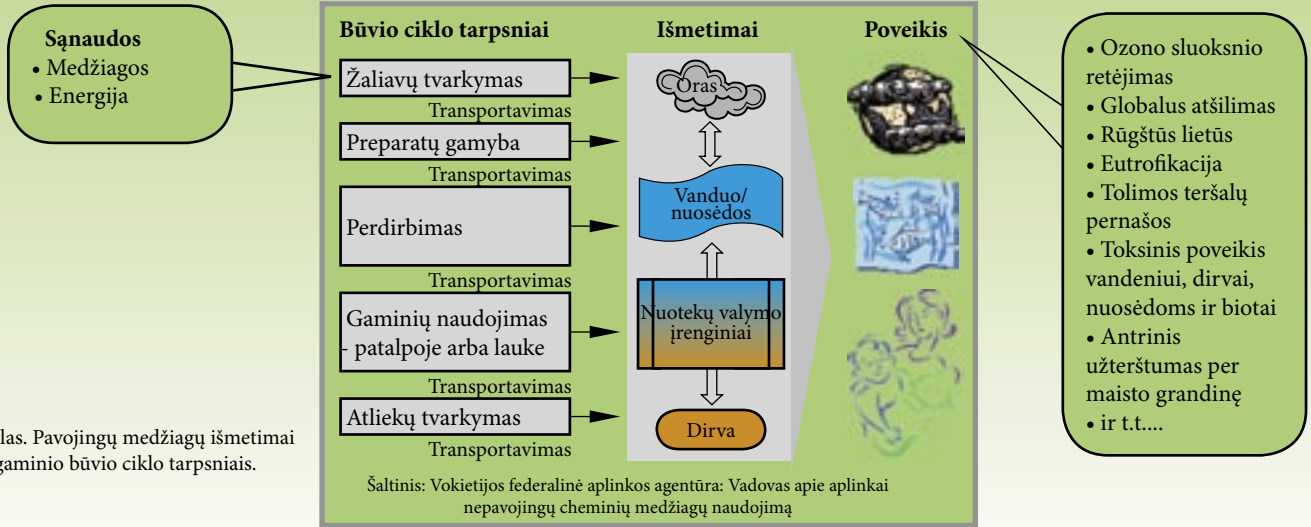 Sąnaudos
• Medžiagos
• Energija
Būvio ciklo tarpsniai
Žaliavų tvarkymas
Transportavimas
Preparatų gamyba
Transportavimas
Perdirbimas
Transportavimas
Gaminių naudojimas
- patalpoje arba lauke
Transportavimas
Atliekų tvarkymas
Transportavimas
Išmetimai
Oras
Vanduo/
nuosėdos
Nuotekų valymo
įrenginiai
Dirva
Poveikis
• Ozono sluoksnio
retėjimas
• Globalus atšilimas
• Rūgštūs lietūs
• Eutrofikacija
• Tolimos teršalų
pernašos
• Toksinis poveikis
vandeniui, dirvai,
nuosėdoms ir biotai
• Antrinis
užterštumas per
maisto grandinę
• ir t.t....
Šaltinis: Vokietijos federalinė aplinkos agentūra: Vadovas apie aplinkai
nepavojingų cheminių medžiagų naudojimą
las. Pavojingų medžiagų išmetimai
gaminio būvio ciklo tarpsniais.